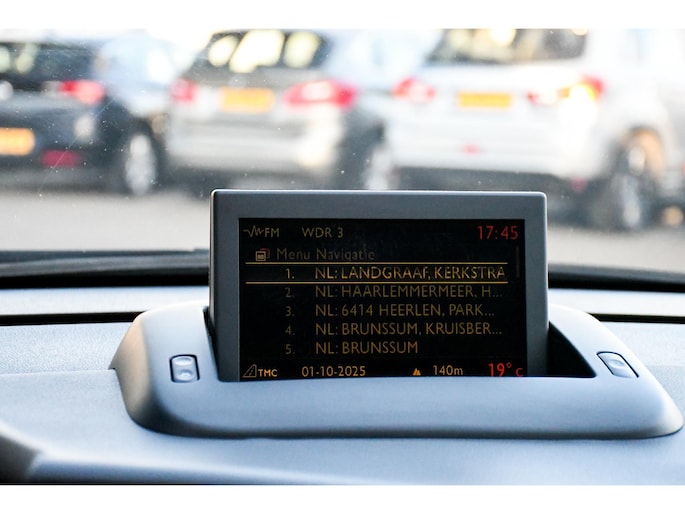 FM WDR 3 17:45
Menu Navigatie
1. NL: LANDGRAAF, KERKSTRA
2. NL: HAARLEMMERMEER, H...
3. NL: 6414 HEERLEN, PARK...
4. NL: BRUNSSUM, KRUISBER...
5. NL: BRUNSSUM
TMC 01-10-2025 140m 19° C